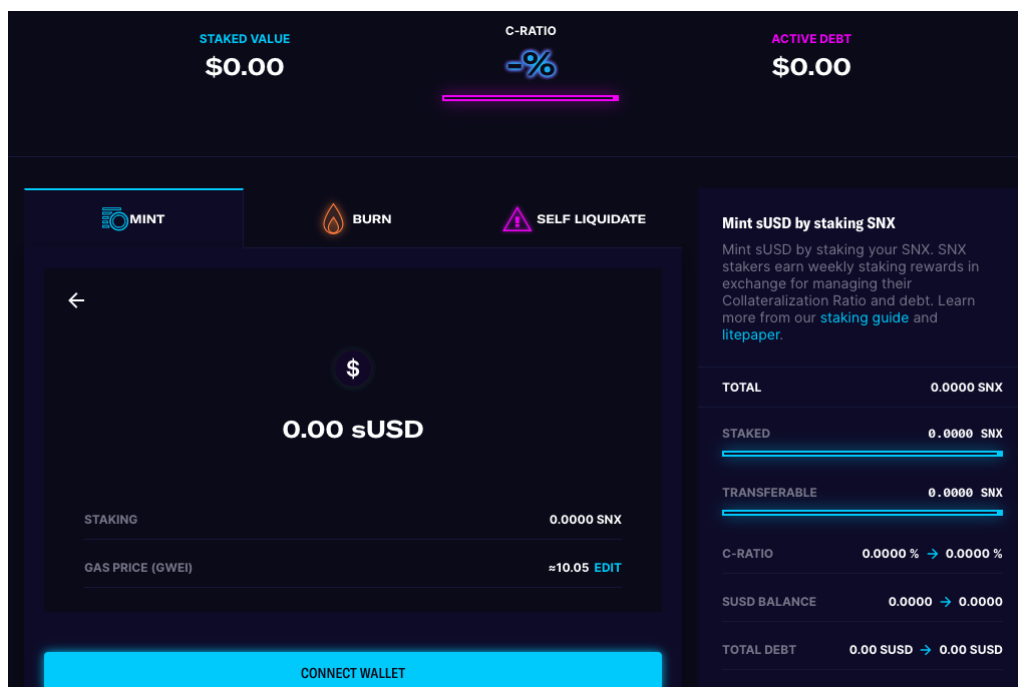 STAKED VALUE
$0.00
C-RATIO
-%
ACTIVE DEBT
$0.00
MINT
BURN
SELF LIQUIDATE
$
0.00 sUSD
STAKING 0.0000 SNX
GAS PRICE (GWEI) ≈10.05 EDIT
CONNECT WALLET
Mint sUSD by staking SNX
Mint sUSD by staking your SNX. SNX
stakers earn weekly staking rewards in
exchange for managing their
Collateralization Ratio and debt. Learn
more from our staking guide and
litepaper.
TOTAL 0.0000 SNX
STAKED 0.0000 SNX
TRANSFERABLE 0.0000 SNX
C-RATIO 0.0000 % → 0.0000 %
SUSD BALANCE 0.0000 → 0.0000
TOTAL DEBT 0.00 SUSD → 0.00 SUSD